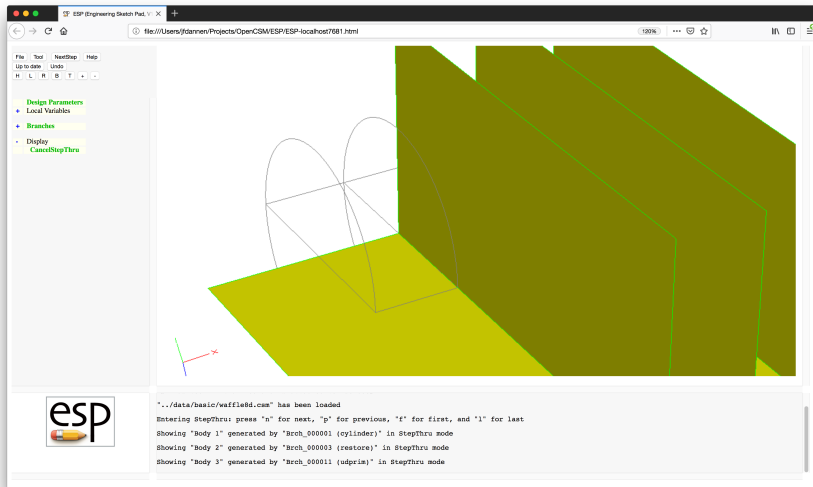 ESP (Engineering Sketch Pad, V
file:///Users/jfdannen/Projects/OpenCSM/ESP/ESP-localhost7681.html
120%
File Tool NextStep Help
Up to date Undo
H L R B T + -
Design Parameters
+ Local Variables
+ Branches
- Display
CancelStepThru
X
esp
"../data/basic/waffle8d.csm" has been loaded
Entering StepThru: press "n" for next, "p" for previous, "f" for first, and "l" for last
Showing "Body 1" generated by "Brch_000001 (cylinder)" in StepThru mode
Showing "Body 2" generated by "Brch_000003 (restore)" in StepThru mode
Showing "Body 3" generated by "Brch_000011 (udprim)" in StepThru mode